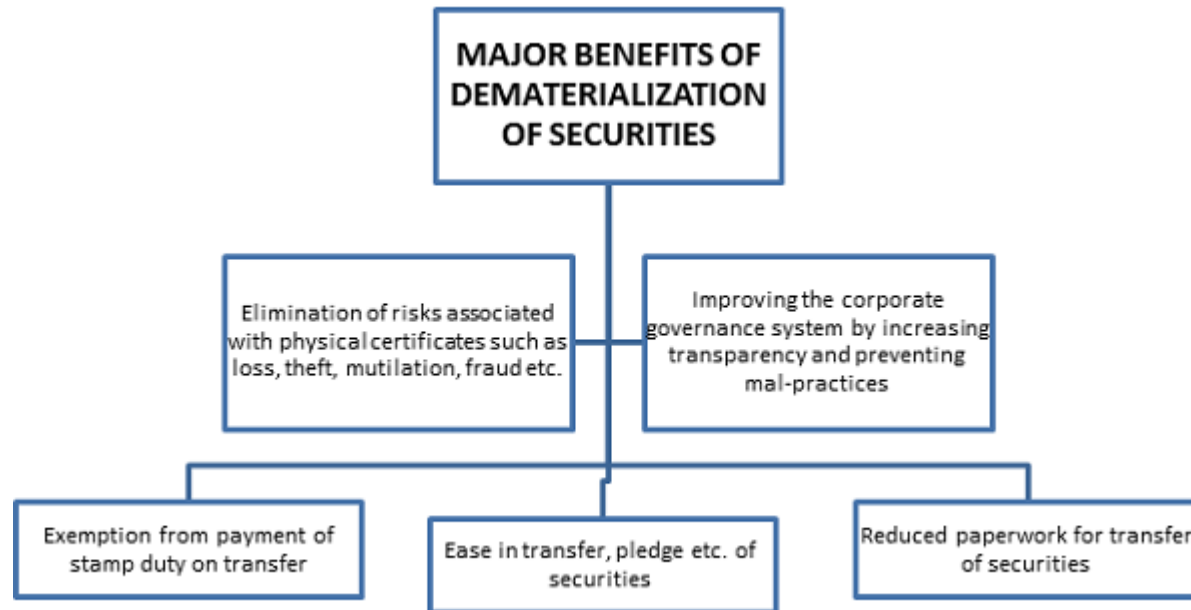 MAJOR BENEFITS OF
DEMATERIALIZATION
OF SECURITIES
Elimination of risks associated
with physical certificates such as
loss, theft, mutilation, fraud etc.
Improving the corporate
governance system by increasing
transparency and preventing
mal-practices
Exemption from payment of
stamp duty on transfer
Ease in transfer, pledge etc. of
securities
Reduced paperwork for transfer
of securities